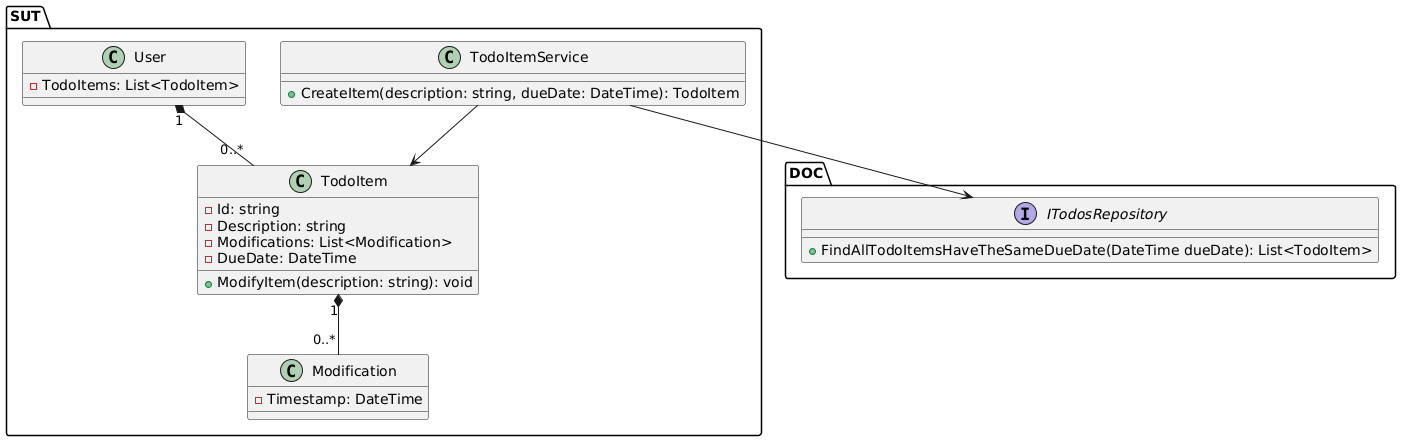 SUT
C User
TodoItems: List<TodoItem>
C TodoItemService
CreateItem(description: string, dueDate: DateTime): TodoItem
1
0..*
C TodoItem
Id: string
Description: string
Modifications: List<Modification>
DueDate: DateTime
ModifyItem(description: string): void
1
0..*
C Modification
Timestamp: DateTime
DOC
I ITodosRepository
FindAllTodoItemsHaveTheSameDueDate(DateTime dueDate): List<TodoItem>